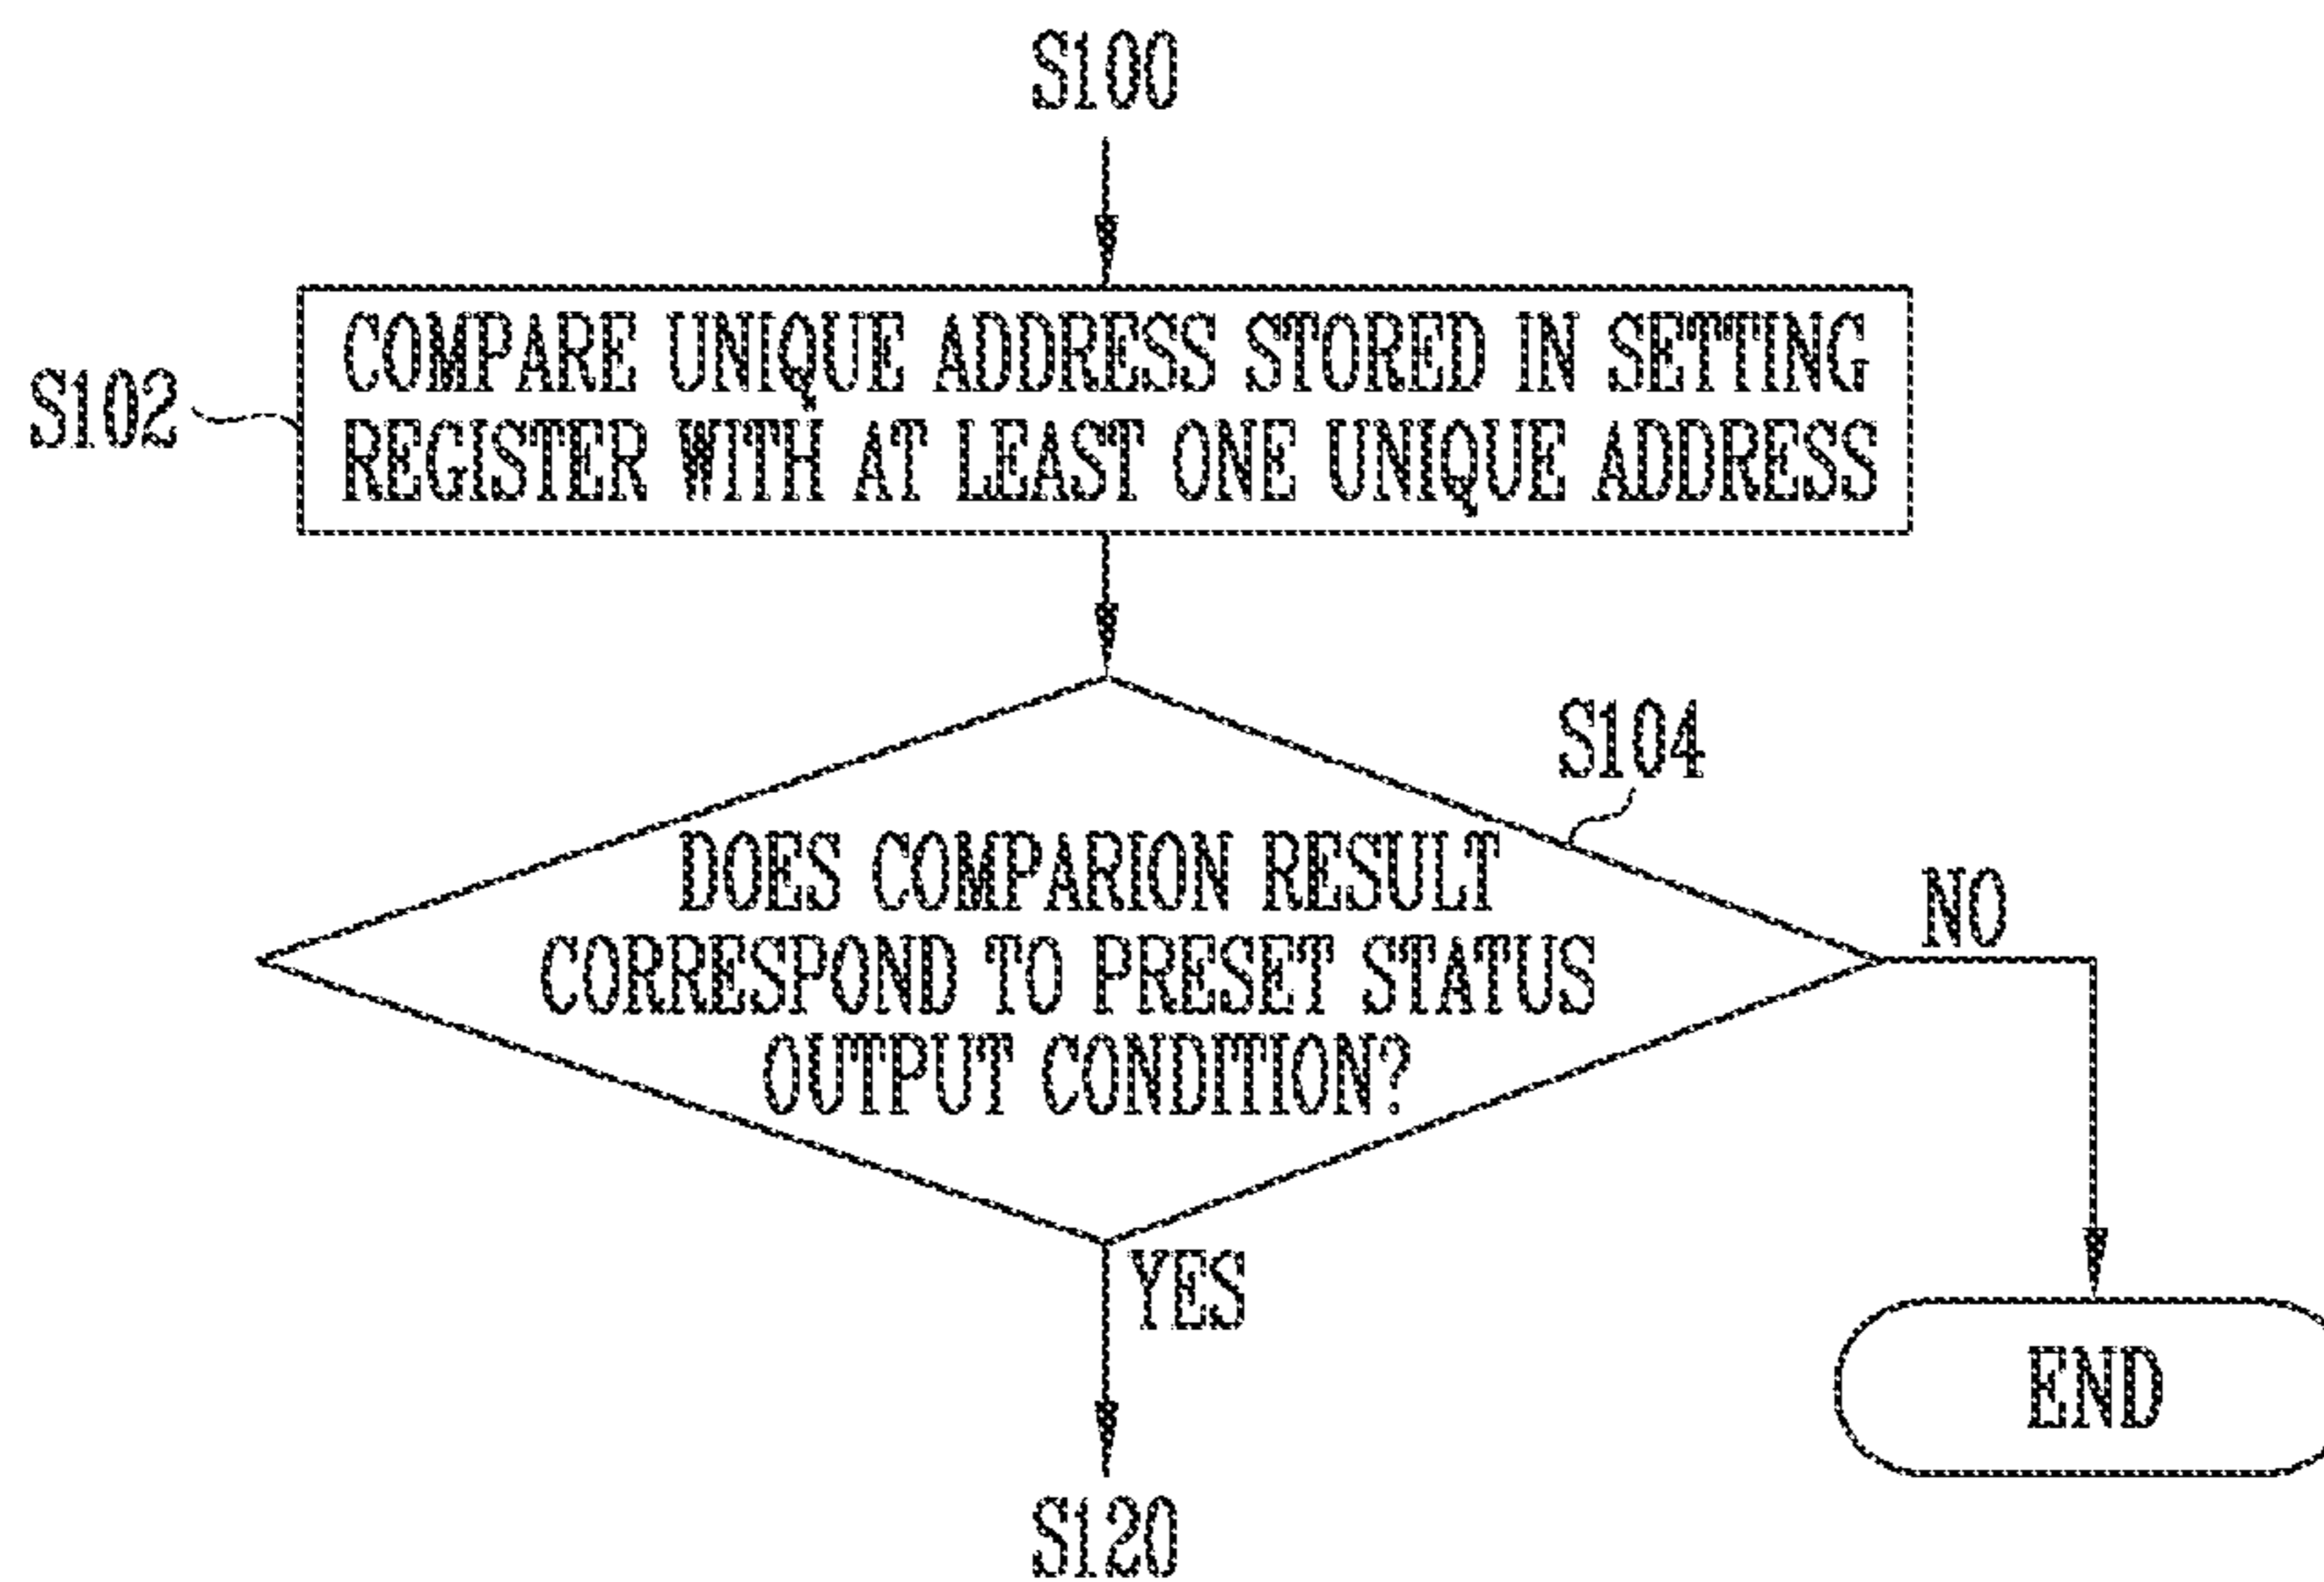 S100
COMPARE UNIQUE ADDRESS STORED IN SETTING
REGISTER WITH AT LEAST ONE UNIQUE ADDRESS
S102
S104
DOES COMPARION RESULT
CORRESPOND TO PRESET STATUS
OUTPUT CONDITION?
NO
YES
END
S120